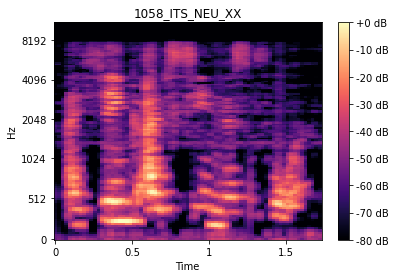 1058_ITS_NEU_XX
8192
4096
2048
1024
512
0
Hz
0
0.5
1
1.5
Time
+0 dB
-10 dB
-20 dB
-30 dB
-40 dB
-50 dB
-60 dB
-70 dB
-80 dB